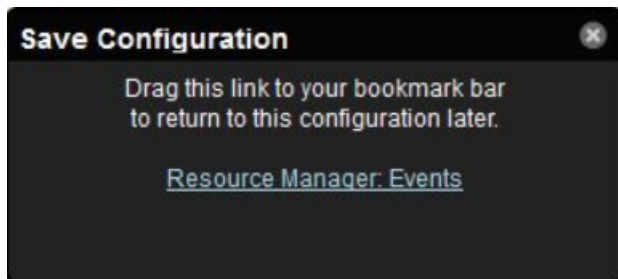 Save Configuration
Drag this link to your bookmark bar
to return to this configuration later.
Resource Manager: Events